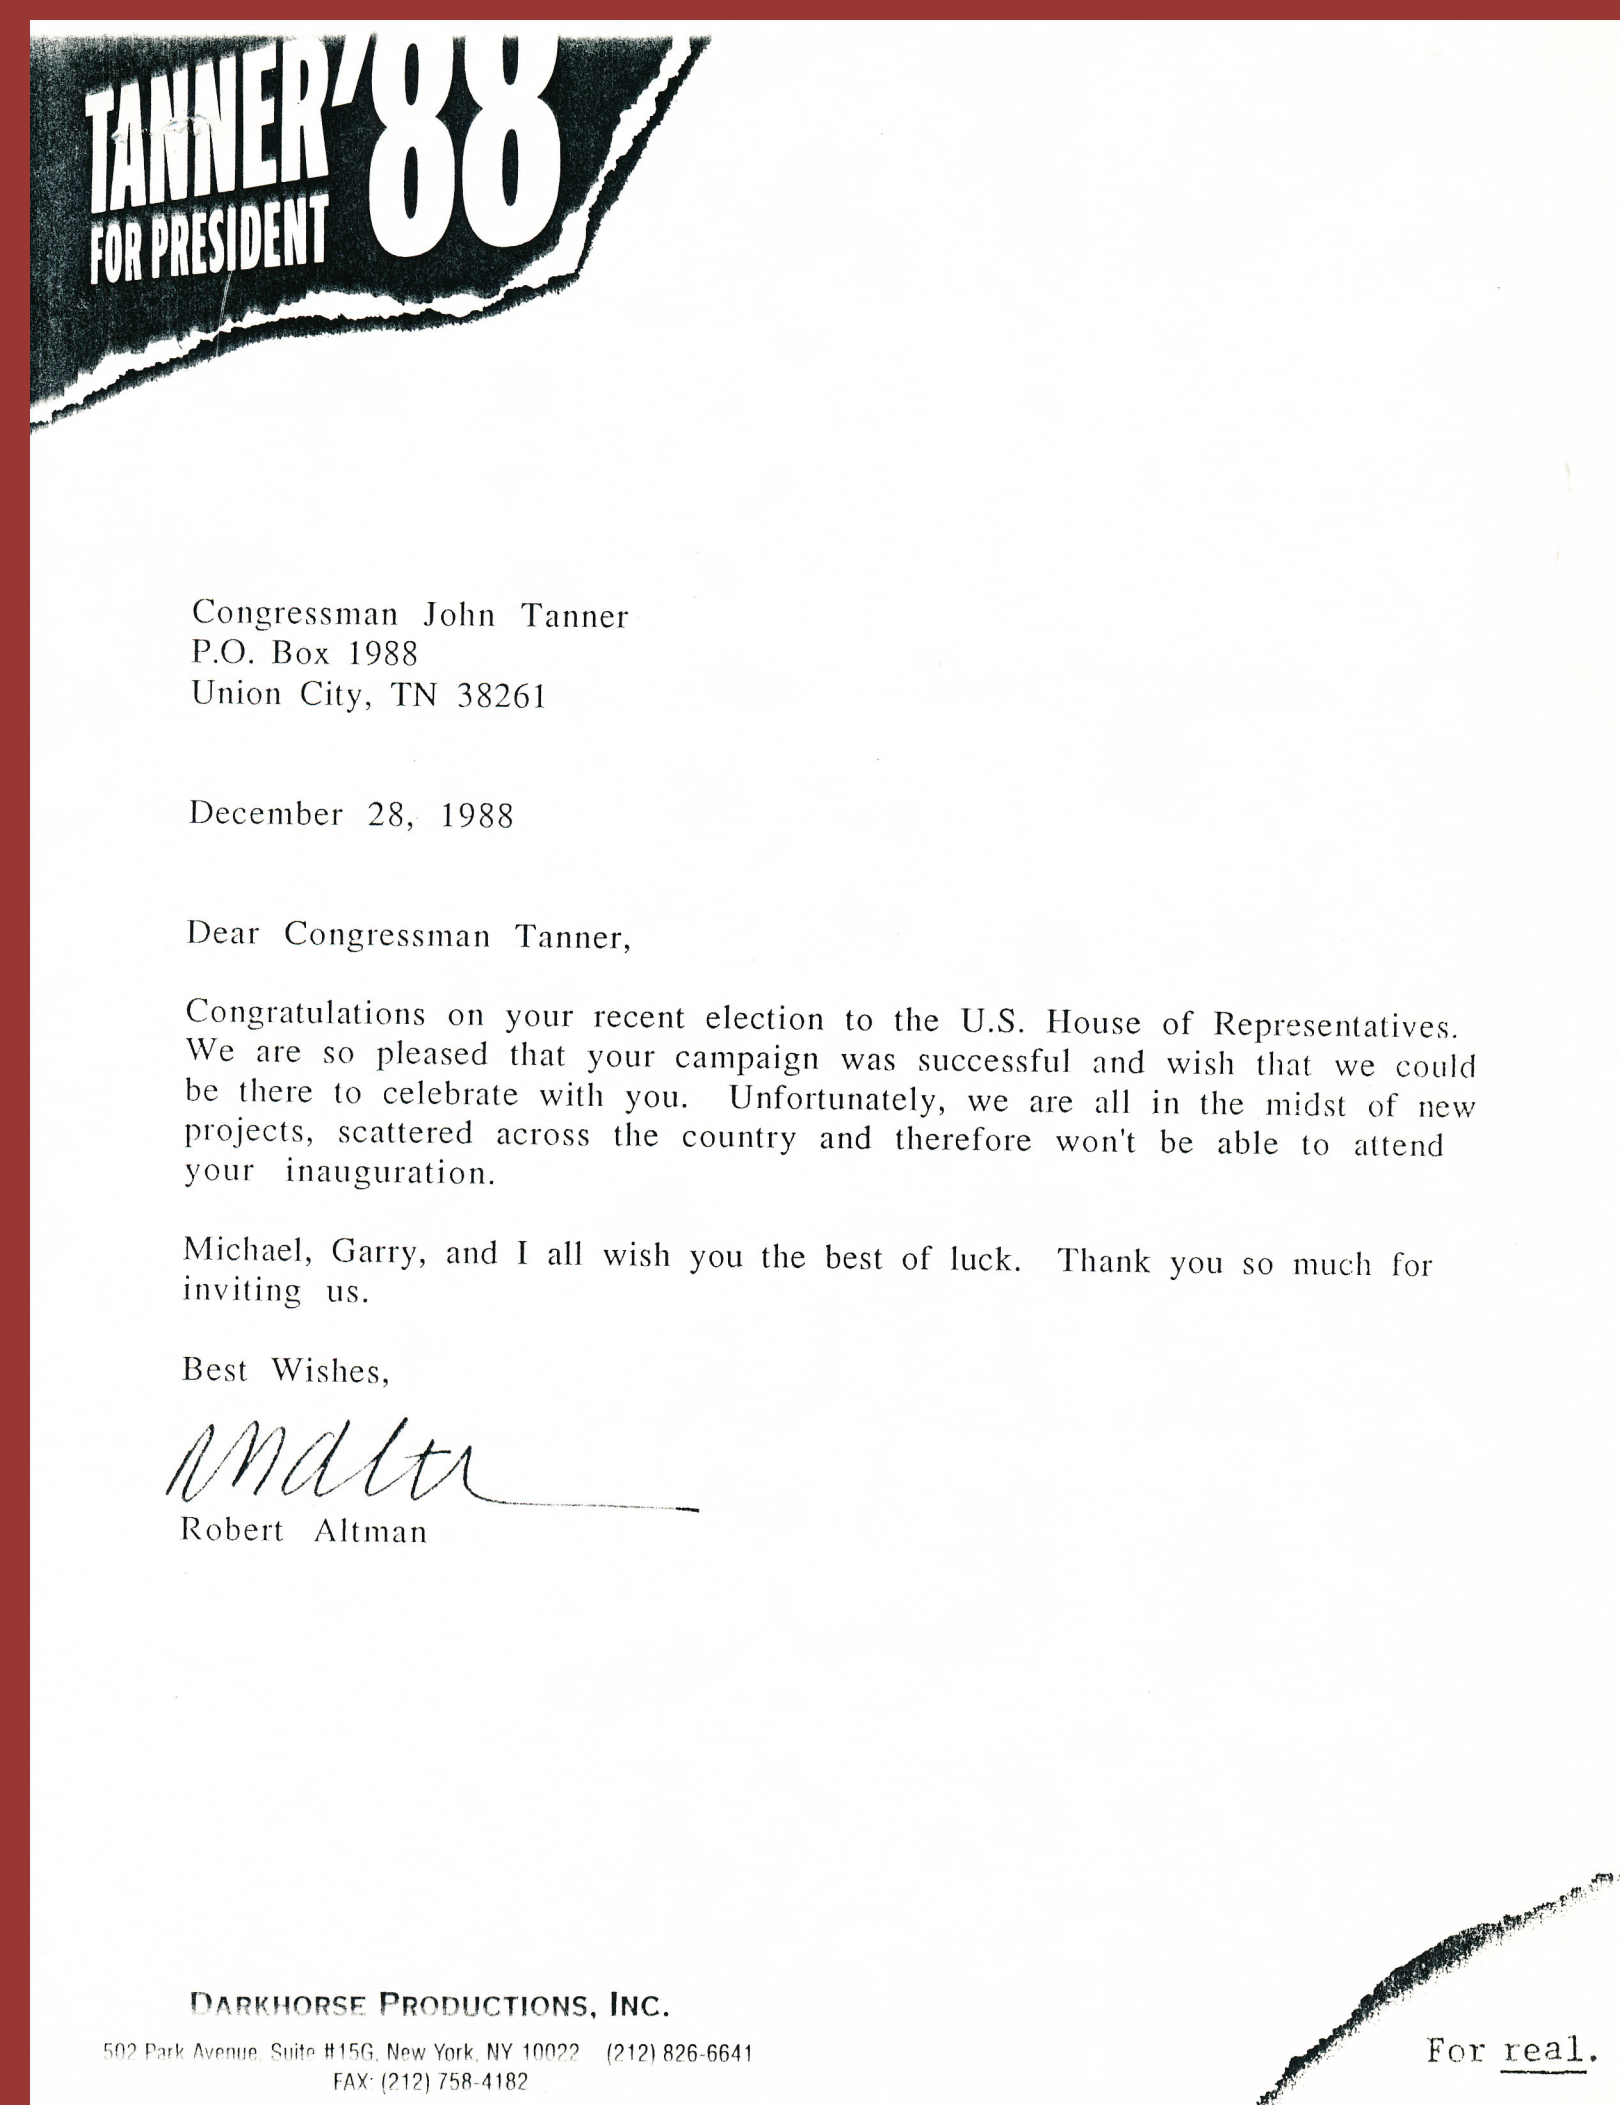 TANNER '88
FOR PRESIDENT
Congressman John Tanner
P.O. Box 1988
Union City, TN 38261
December 28, 1988
Dear Congressman Tanner,
Congratulations on your recent election to the U.S. House of Representatives.
We are so pleased that your campaign was successful and wish that we could
be there to celebrate with you. Unfortunately, we are all in the midst of new
projects, scattered across the country and therefore won't be able to attend
your inauguration.
Michael, Garry, and I all wish you the best of luck. Thank you so much for
inviting us.
Best Wishes,
Robert Altman
DARKHORSE PRODUCTIONS, INC.
502 Park Avenue, Suite #15G, New York, NY 10022 (212) 826-6641
FAX: (212) 758-4182
For real.